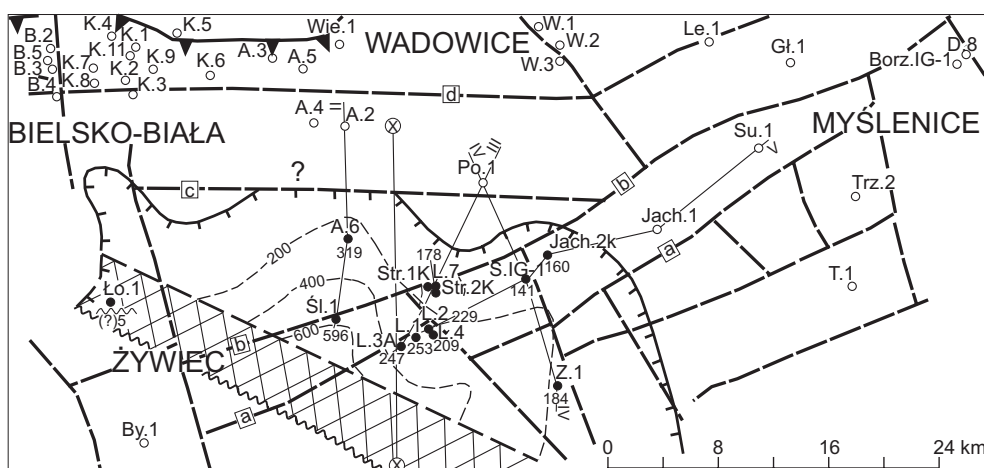 K.4
K.5
Wie.1
W.1
B.2
K.1
WADOWICE
W.2
Le.1
D.8
B.5
K.11
A.3
A.5
W.3
Gł.1
Borz.IG-1
B.3
K.7
K.9
K.6
B.4
K.8
K.2
K.3
d
A.4 =
A.2
X
BIELSKO-BIAŁA
MYŚLENICE
III
IV
Su.1
V
Po.1
?
c
b
Trz.2
Jach.1
A.6
319
200
a
Jach.2k
160
178
400
Str.1K
L.7
S.IG-1
141
Str.2K
T.1
Ło.1
(?)5
Śl.1
596
600
L.2
229
L.1
L.4
L.3A
253
209
247
b
ŻYWIEC
Z.1
184
IV
a
By.1
X
0 8 16 24 km